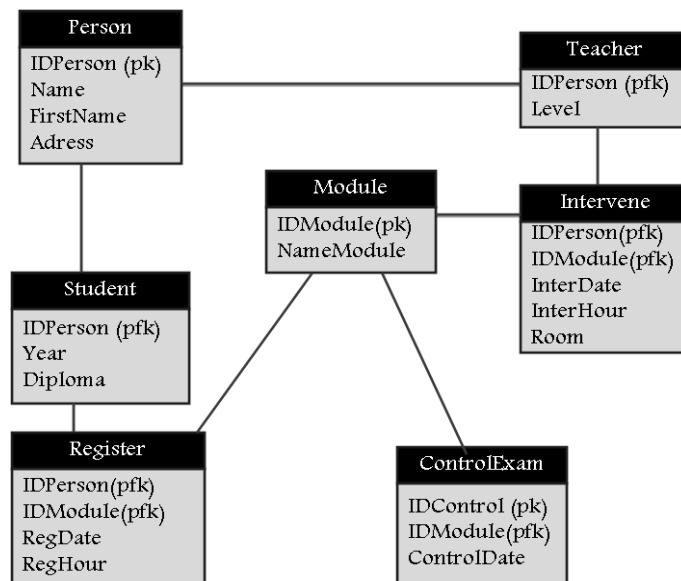 Person
IDPerson (pk)
Name
FirstName
Adress
Teacher
IDPerson (pfk)
Level
Module
IDModule(pk)
NameModule
Intervene
IDPerson(pfk)
IDModule(pfk)
InterDate
InterHour
Room
Student
IDPerson (pfk)
Year
Diploma
Register
IDPerson(pfk)
IDModule(pfk)
RegDate
RegHour
ControlExam
IDControl (pk)
IDModule(pfk)
ControlDate